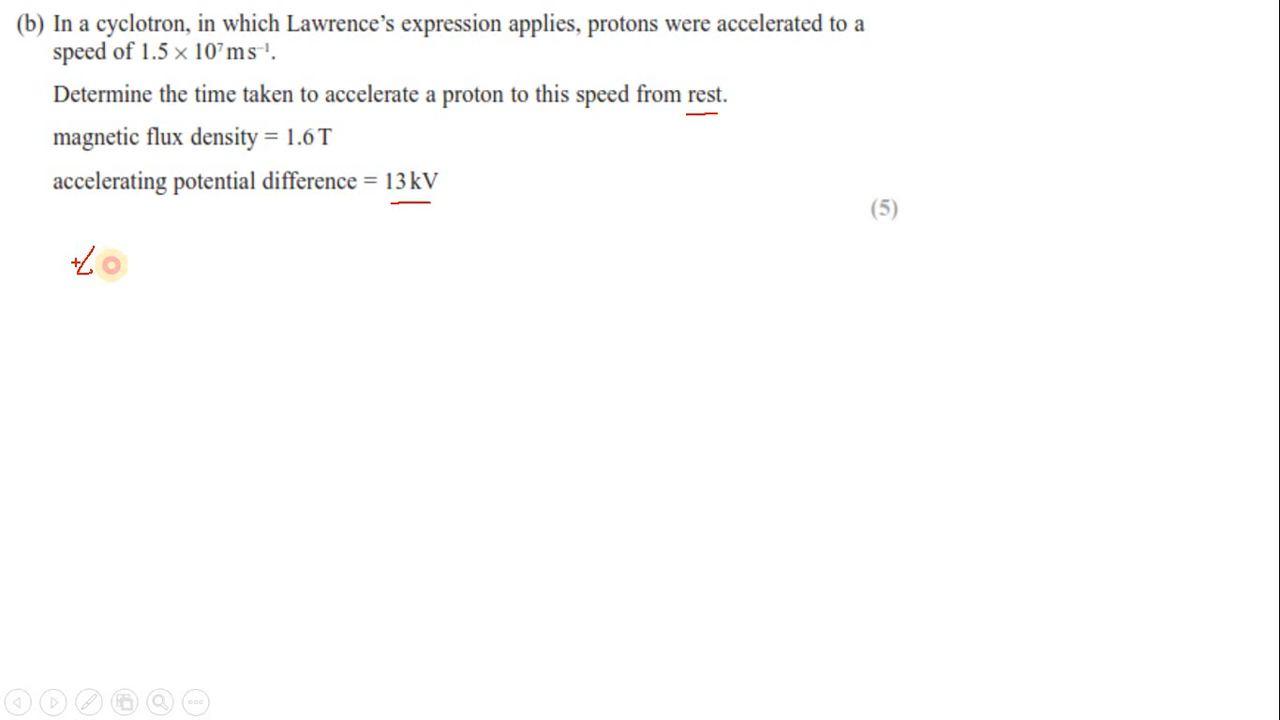 (b) In a cyclotron, in which Lawrence’s expression applies, protons were accelerated to a
speed of 1.5 × 10⁷ m s⁻¹.
Determine the time taken to accelerate a proton to this speed from rest.
magnetic flux density = 1.6 T
accelerating potential difference = 13 kV
(5)